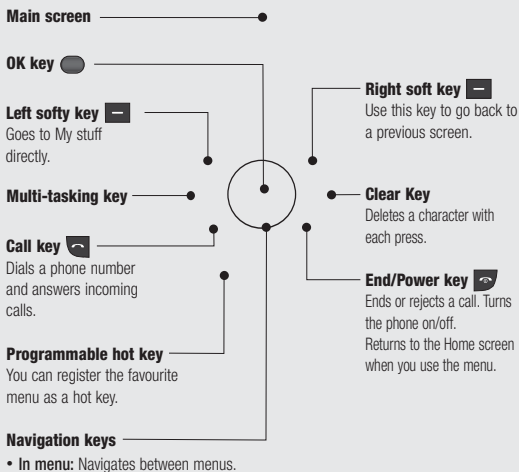 Main screen
OK key
Left softy key
Goes to My stuff
directly.
Multi-tasking key
Call key
Dials a phone number
and answers incoming
calls.
Programmable hot key
You can register the favourite
menu as a hot key.
Navigation keys
• In menu: Navigates between menus.
Right soft key
Use this key to go back to
a previous screen.
Clear Key
Deletes a character with
each press.
End/Power key
Ends or rejects a call. Turns
the phone on/off.
Returns to the Home screen
when you use the menu.